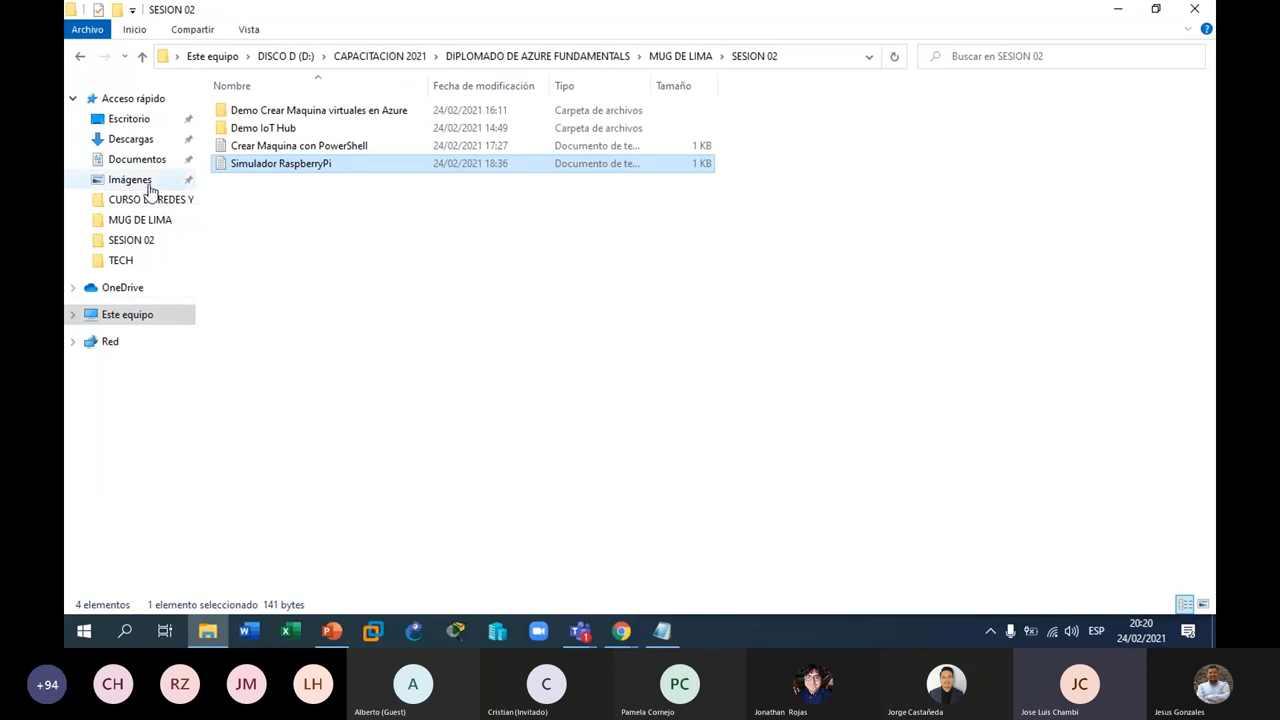 SESION 02
Archivo Inicio Compartir Vista
Este equipo DISCO D (D:) CAPACITACION 2021 DIPLOMADO DE AZURE FUNDAMENTALS MUG DE LIMA SESION 02 Buscar en SESION 02
Nombre Fecha de modificación Tipo Tamaño
Acceso rápido
Escritorio
Descargas
Documentos
Imágenes
MUG DE LIMA
SESION 02
TECH
OneDrive
Este equipo
Red
Demo Crear Maquina virtuales en Azure 24/02/2021 16:11 Carpeta de archivos
Demo IoT Hub 24/02/2021 14:49 Carpeta de archivos
Crear Maquina con PowerShell 24/02/2021 17:27 Documento de te... 1 KB
Simulador RaspberryPi 24/02/2021 18:36 Documento de te... 1 KB
CURSO REDES Y
4 elementos 1 elemento seleccionado 141 bytes
ESP 20:20
24/02/2021
+94 CH RZ JM LH A C PC JC
Alberto (Guest) Cristian (Invitado) Pamela Cornejo Jonathan Rojas Jorge Castañeda Jose Luis Chambi Jesus Gonzales